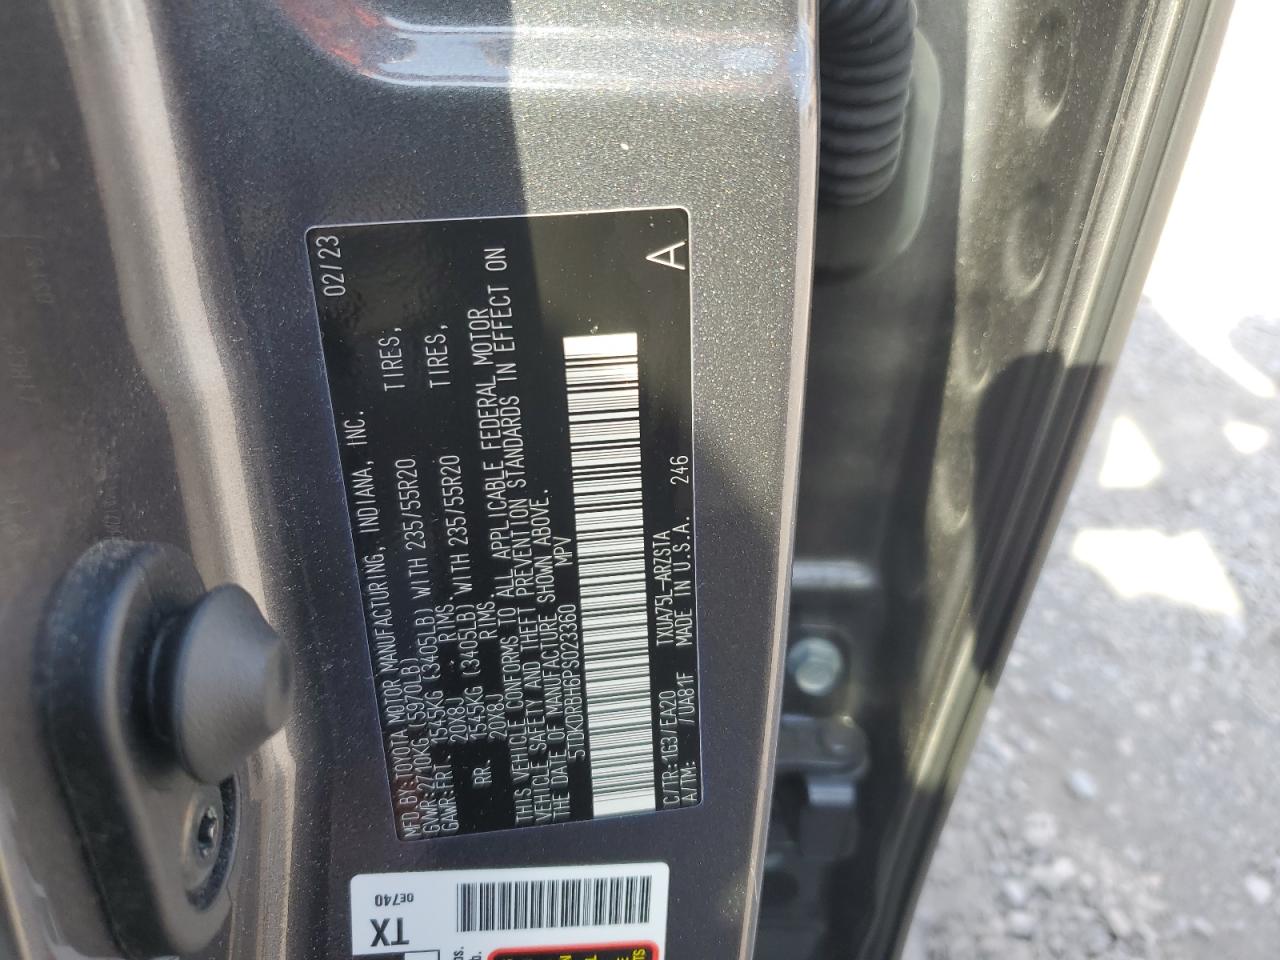 MFD.BY:TOYOTA MOTOR MANUFACTURING, INDIANA, INC. 02/23
GVWR:2710KG (5970LB)
GAWR:FRT. 1545KG (3405LB) WITH 235/55R20 TIRES,
20X8J RIMS
RR. 1545KG (3405LB) WITH 235/55R20 TIRES,
20X8J RIMS
THIS VEHICLE CONFORMS TO ALL APPLICABLE FEDERAL MOTOR
VEHICLE SAFETY AND THEFT PREVENTION STANDARDS IN EFFECT ON
THE DATE OF MANUFACTURE SHOWN ABOVE.
5TDKDRBH6PS023360 MPV
C/TR:1G3/EA20 TXUA75L-ARZSTA A
A/TM: /UA81F MADE IN U.S.A. 246
TX 0E740